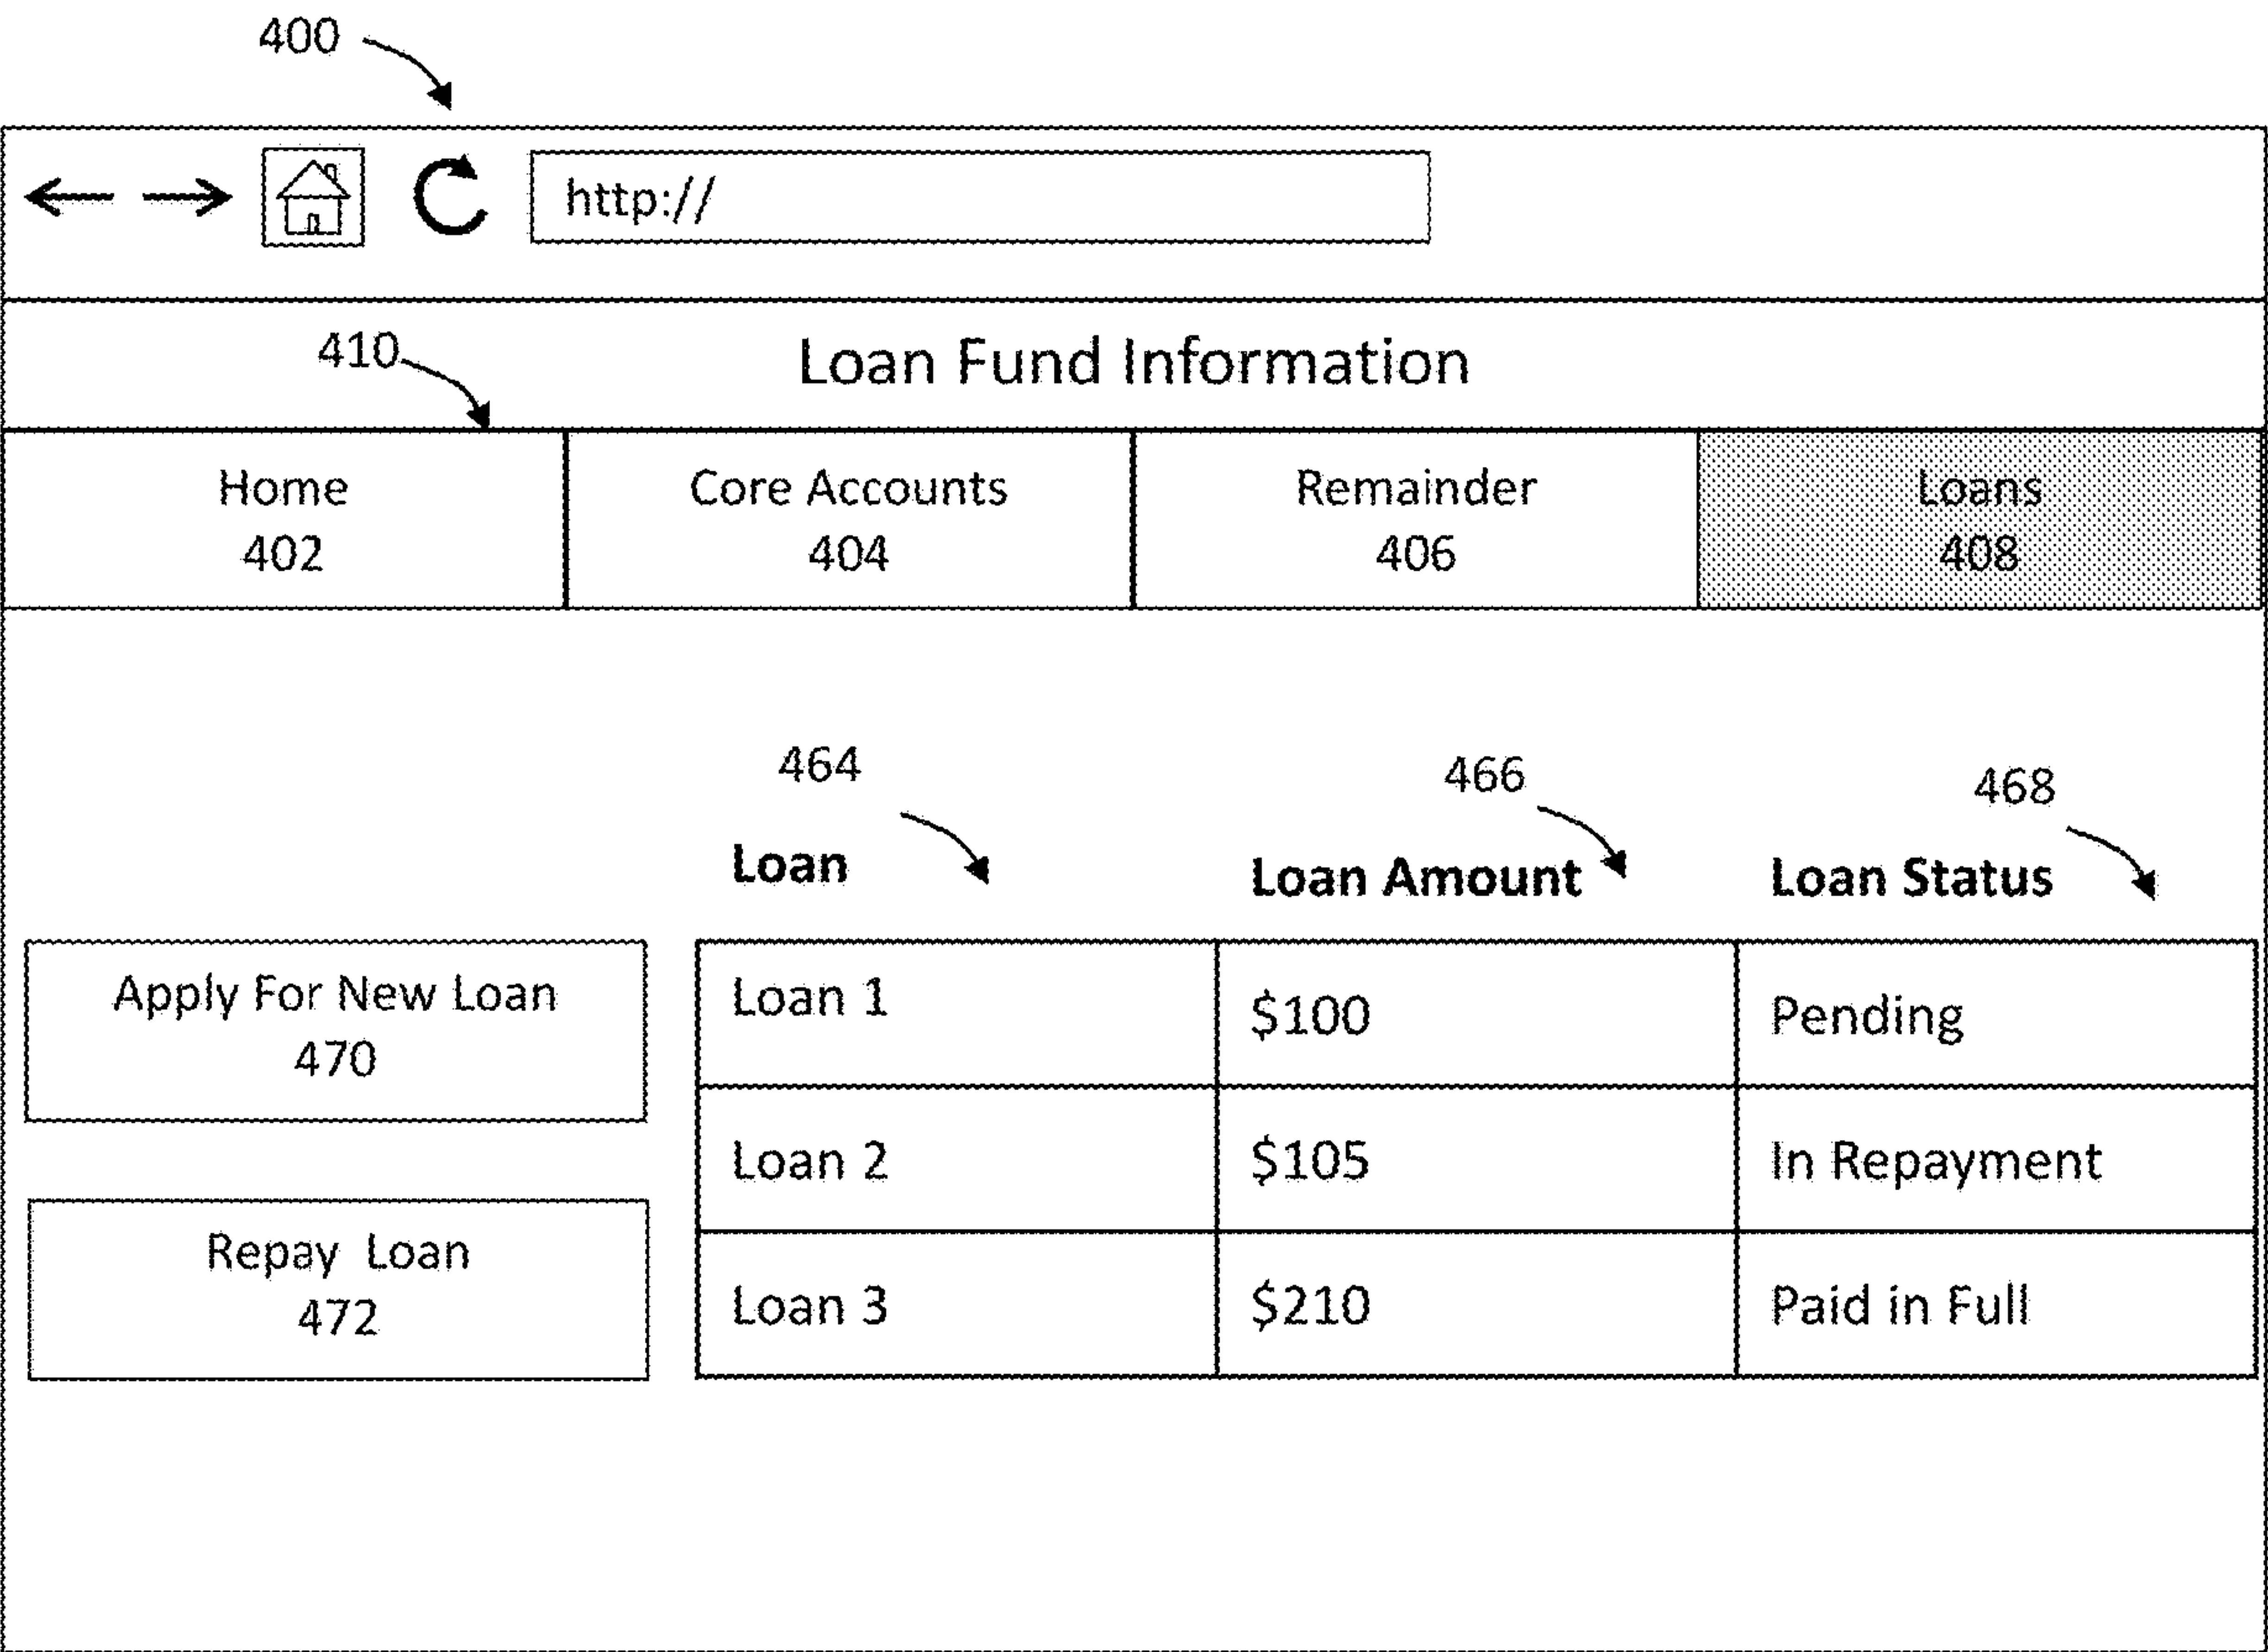 400
http://
410
Loan Fund Information
Home
402
Core Accounts
404
Remainder
406
Loans
408
464
466
468
Loan
Loan Amount
Loan Status
Apply For New Loan
470
Repay Loan
472
Loan 1
$100
Pending
Loan 2
$105
In Repayment
Loan 3
$210
Paid in Full